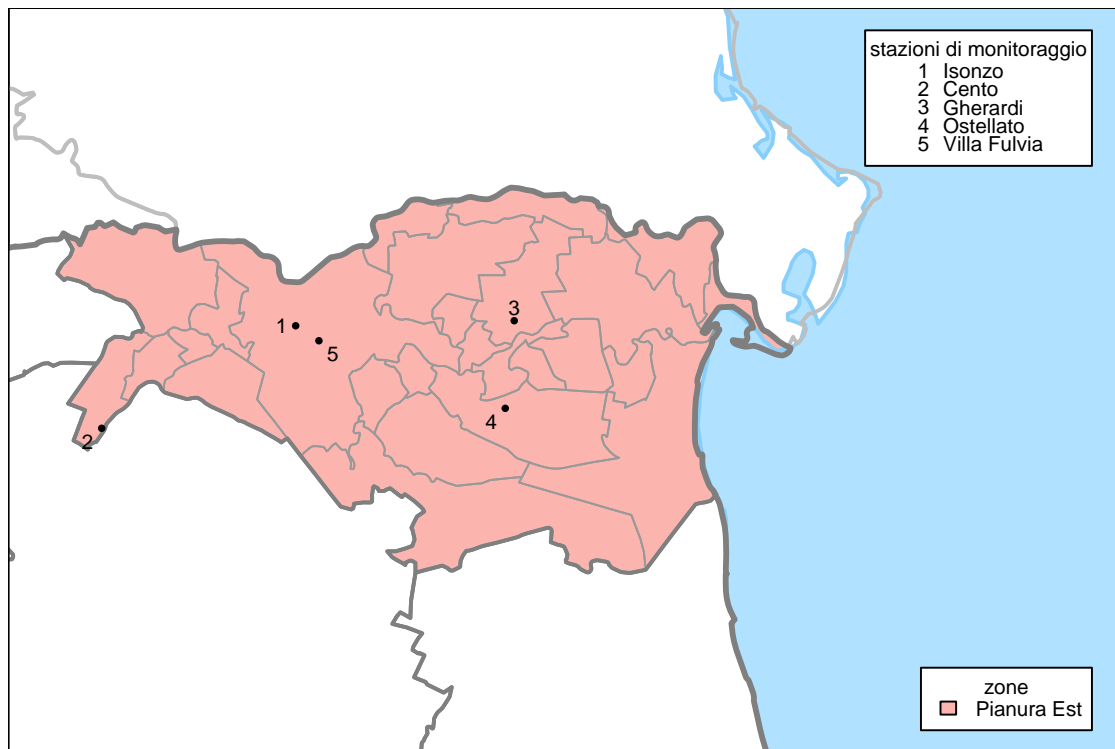 stazioni di monitoraggio
1 Isonzo
2 Cento
3 Gherardi
4 Ostellato
5 Villa Fulvia
3
1
5
4
2
zone
Pianura Est